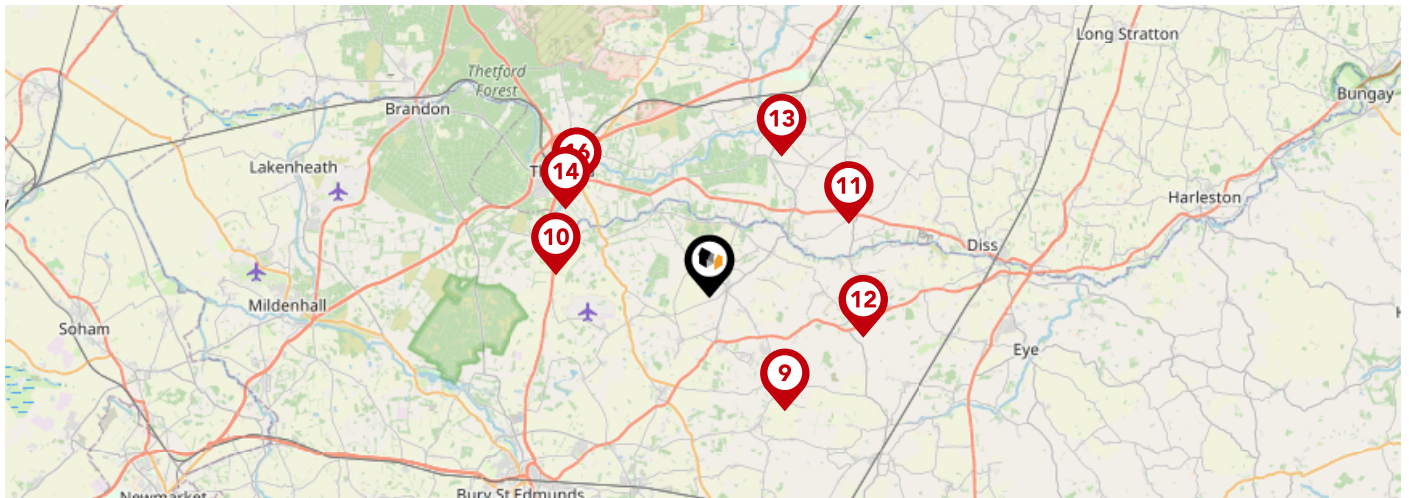 Long Stratton
Thetford
Forest
Bungay
Brandon
13
16
Lakenheath
14
11
Harleston
10
Diss
12
Mildenhall
Soham
Eye
9
Newmarket
Bury St Edmunds